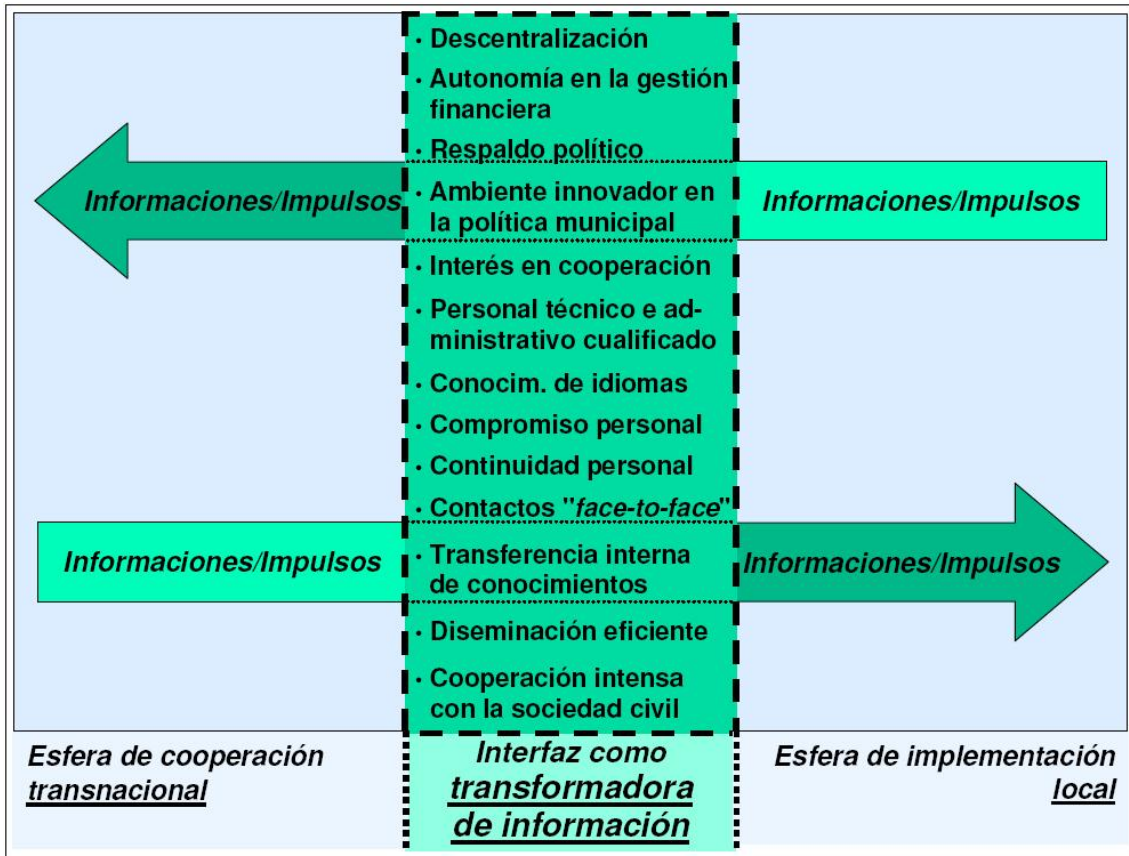 · Descentralización
· Autonomía en la gestión
financiera
· Respaldo político
Informaciones/Impulsos
· Ambiente innovador en
la política municipal
Informaciones/Impulsos
· Interés en cooperación
· Personal técnico e ad-
ministrativo cualificado
· Conocim. de idiomas
· Compromiso personal
· Continuidad personal
· Contactos "face-to-face"
Informaciones/Impulsos
· Transferencia interna
de conocimientos
Informaciones/Impulsos
· Diseminación eficiente
· Cooperación intensa
con la sociedad civil
Esfera de cooperación
transnacional
Interfaz como
transformadora
de información
Esfera de implementación
local